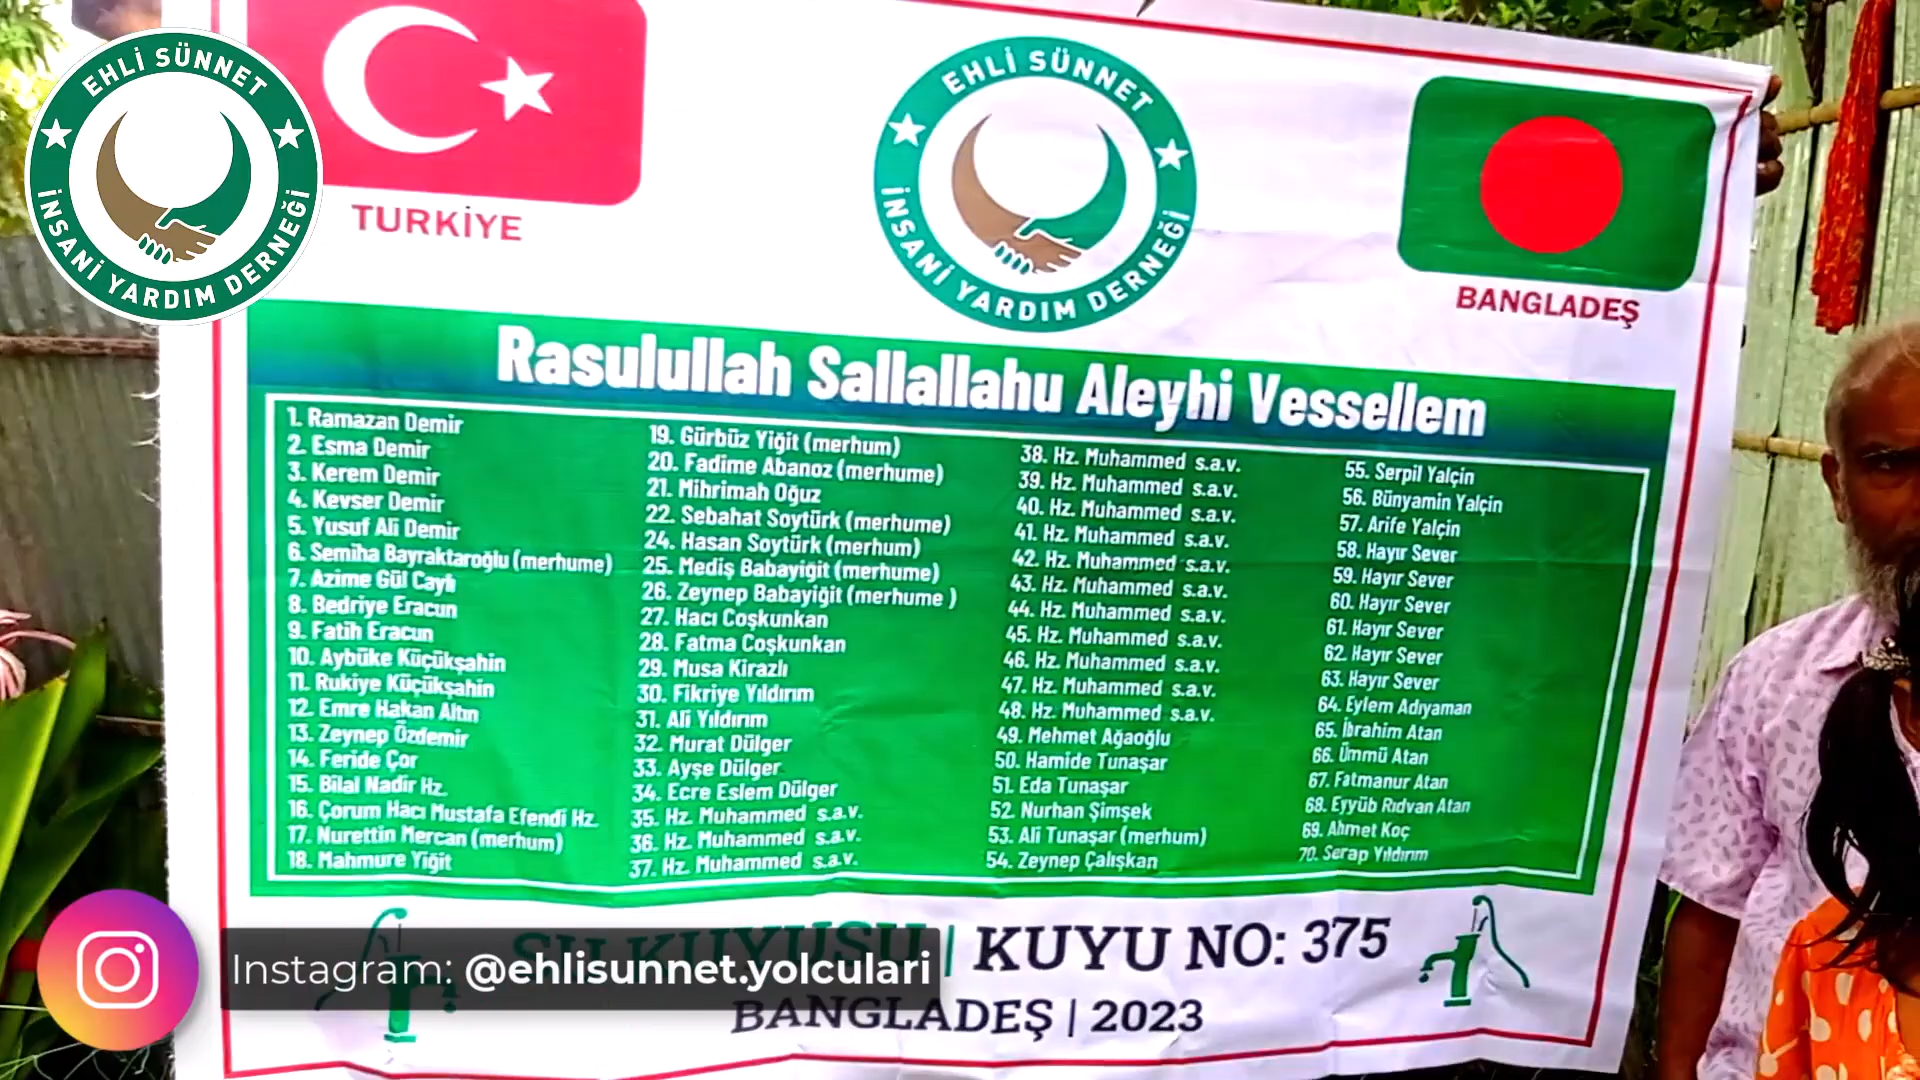 EHLİ SÜNNET
İNSANİ YARDIM DERNEĞİ
TURKİYE
EHLİ SÜNNET
İNSANİ YARDIM DERNEĞİ
BANGLADEŞ
Rasulullah Sallallahu Aleyhi Vessellem
1. Ramazan Demir
2. Esma Demir
3. Kerem Demir
4. Kevser Demir
5. Yusuf Ali Demir
6. Semiha Bayraktaroğlu (merhume)
7. Azime Gül Caylı
8. Bedriye Eracun
9. Fatih Eracun
10. Aybüke Küçükşahin
11. Rukiye Küçükşahin
12. Emre Hakan Altın
13. Zeynep Özdemir
14. Feride Çor
15. Bilal Nadir Hz.
16. Çorum Hacı Mustafa Efendi Hz.
17. Nurettin Mercan (merhum)
18. Mahmure Yiğit
19. Gürbüz Yiğit (merhum)
20. Fadime Abanoz (merhume)
21. Mihrimah Oğuz
22. Sebahat Soytürk (merhume)
24. Hasan Soytürk (merhum)
25. Mediş Babayiğit (merhume)
26. Zeynep Babayiğit (merhume )
27. Hacı Coşkunkan
28. Fatma Coşkunkan
29. Musa Kirazlı
30. Fikriye Yıldırım
31. Ali Yıldırım
32. Murat Dülger
33. Ayşe Dülger
34. Ecre Eslem Dülger
35. Hz. Muhammed s.a.v.
36. Hz. Muhammed s.a.v.
37. Hz. Muhammed s.a.v.
38. Hz. Muhammed s.a.v.
39. Hz. Muhammed s.a.v.
40. Hz. Muhammed s.a.v.
41. Hz. Muhammed s.a.v.
42. Hz. Muhammed s.a.v.
43. Hz. Muhammed s.a.v.
44. Hz. Muhammed s.a.v.
45. Hz. Muhammed s.a.v.
46. Hz. Muhammed s.a.v.
47. Hz. Muhammed s.a.v.
48. Hz. Muhammed s.a.v.
49. Mehmet Ağaoğlu
50. Hamide Tunaşar
51. Eda Tunaşar
52. Nurhan Şimşek
53. Ali Tunaşar (merhum)
54. Zeynep Çalışkan
55. Serpil Yalçin
56. Bünyamin Yalçin
57. Arife Yalçin
58. Hayır Sever
59. Hayır Sever
60. Hayır Sever
61. Hayır Sever
62. Hayır Sever
63. Hayır Sever
64. Eylem Adıyaman
65. İbrahim Atan
66. Ümmü Atan
67. Fatmanur Atan
68. Eyyüb Rıdvan Atan
69. Ahmet Koç
70. Serap Yıldırım
SU KUYUSU | KUYU NO: 375
BANGLADEŞ | 2023
Instagram: @ehlisunnet.yolculari